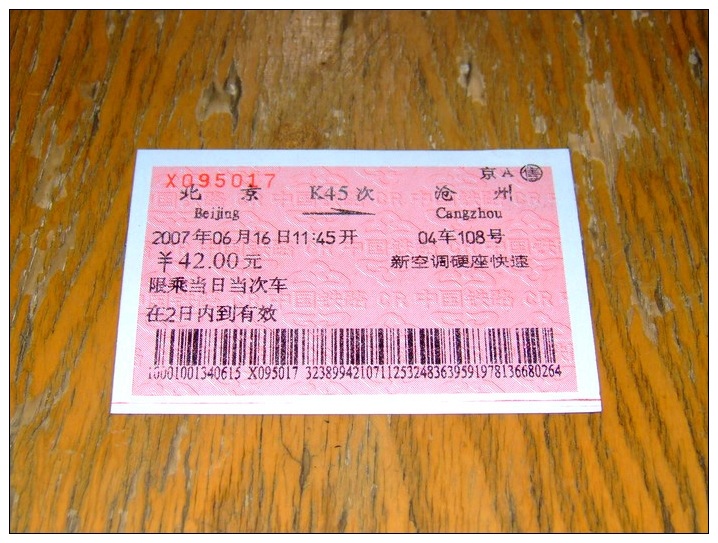 X095017 京A 售
北京 K45次 沧州
Beijing Cangzhou
2007年06月16日11:45开 04车108号
￥42.00元 新空调硬座快速
限乘当日当次车
在2日内到有效
10001001340615 X095017 32389942107112532483639591978136680264